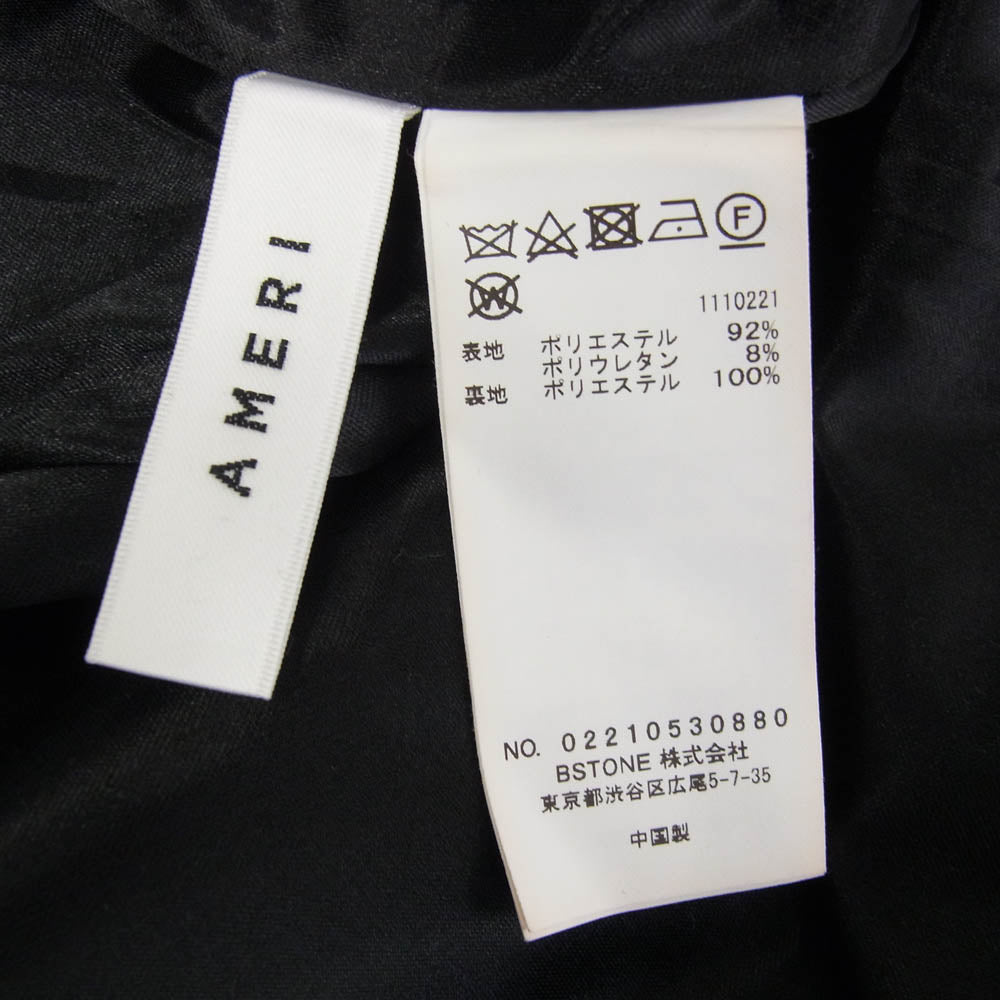 AMERI
F
W
1110221
表地 ポリエステル 92%
ポリウレタン 8%
裏地 ポリエステル 100%
NO. 02210530880
BSTONE 株式会社
東京都渋谷区広尾5-7-35
中国製